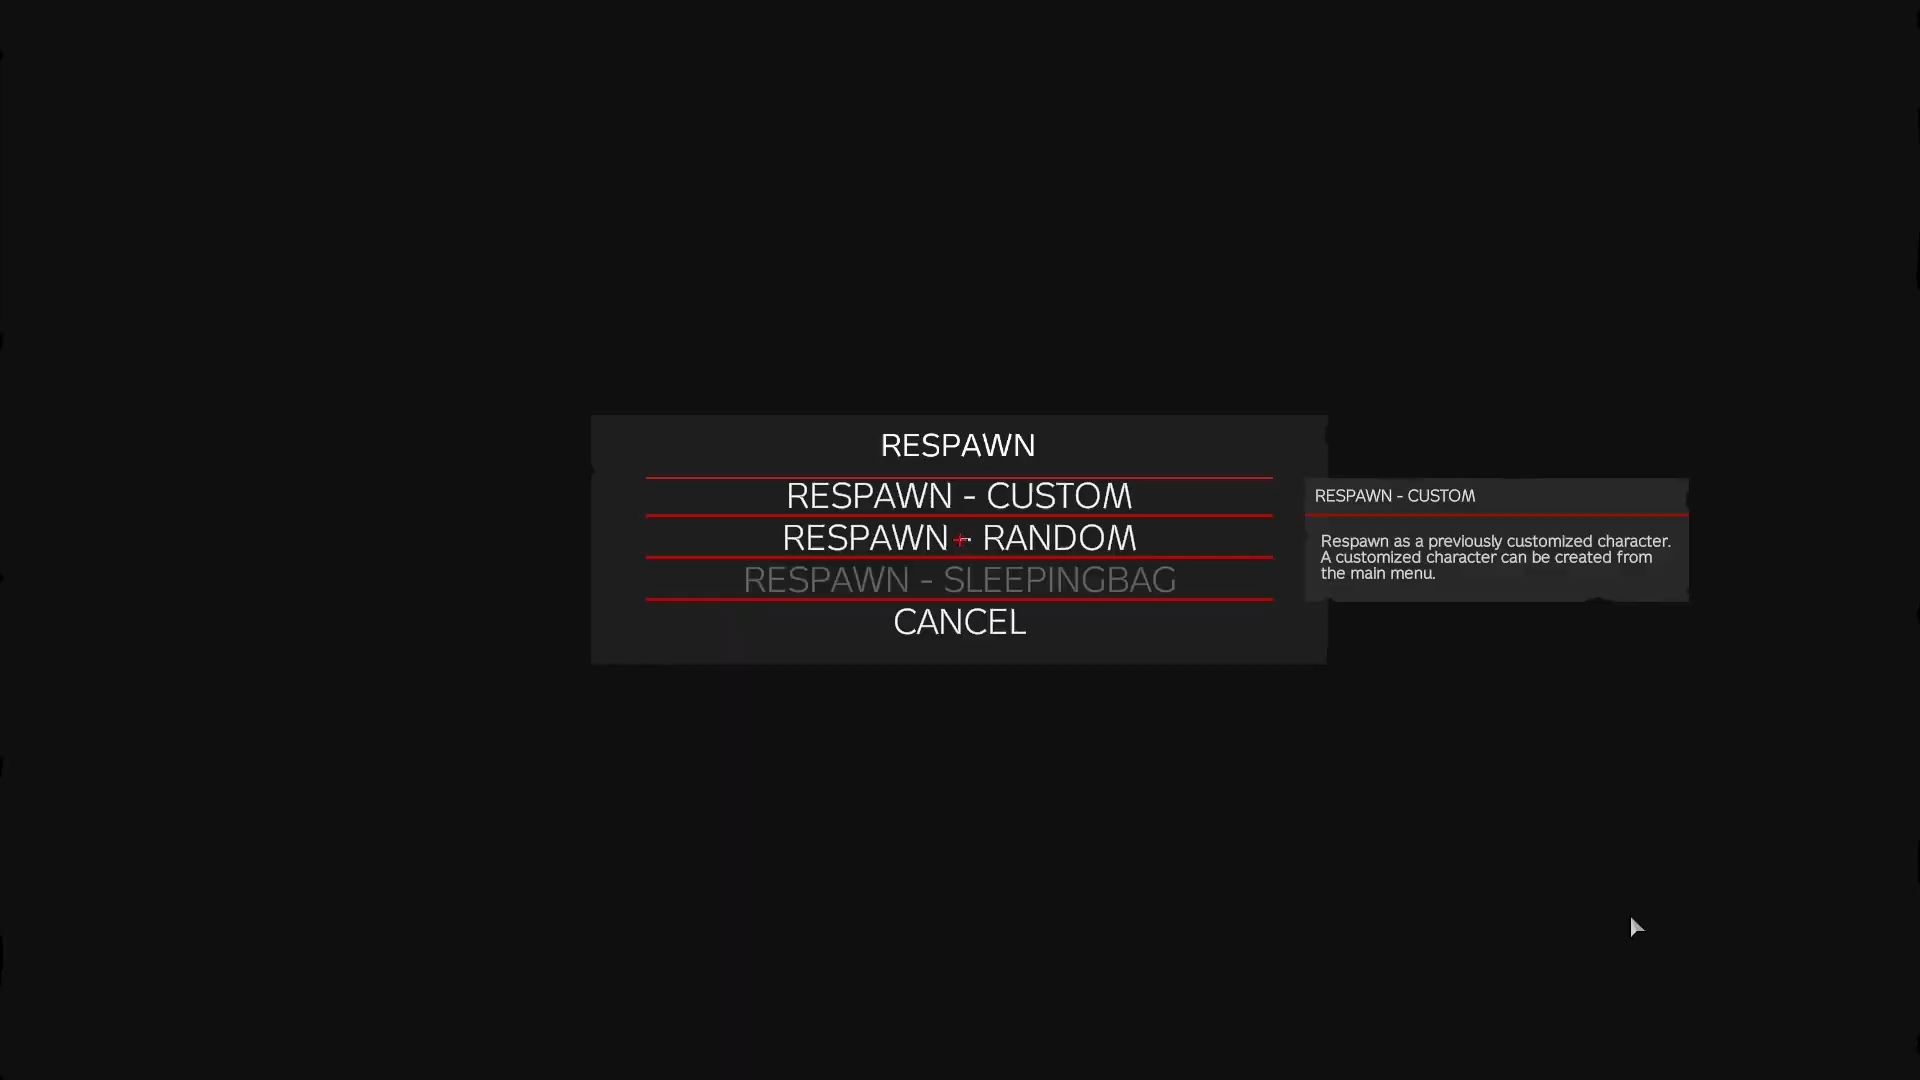 RESPAWN
RESPAWN - CUSTOM
RESPAWN - RANDOM
RESPAWN - SLEEPINGBAG
CANCEL
RESPAWN - CUSTOM
Respawn as a previously customized character.
A customized character can be created from
the main menu.